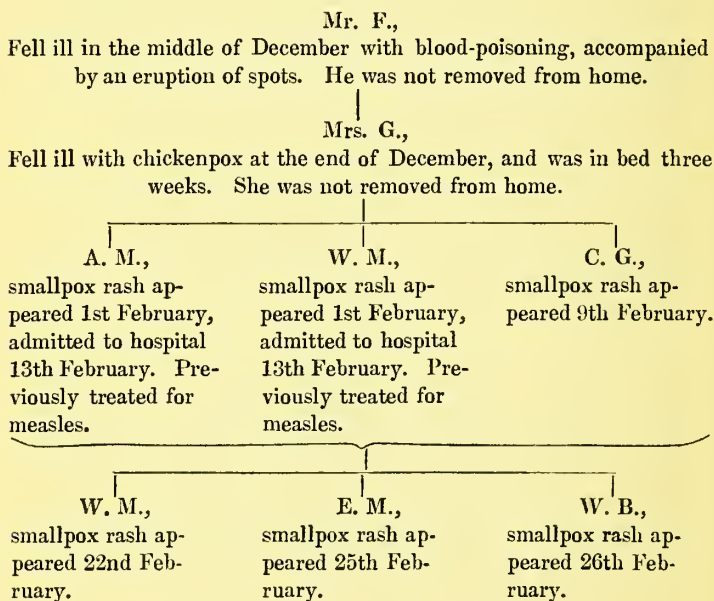 Mr. F.,
Fell ill in the middle of December with blood-poisoning, accompanied
by an eruption of spots. He was not removed from home.
Mrs. G.,
Fell ill with chickenpox at the end of December, and was in bed three
weeks. She was not removed from home.
A. M.,
smallpox rash ap-
peared 1st February,
admitted to hospital
13th February. Pre-
viously treated for
measles.
W. M.,
smallpox rash ap-
peared 1st February,
admitted to hospital
13th February. Pre-
viously treated for
measles.
C. G.,
smallpox rash ap-
peared 9th February.
W. M.,
smallpox rash ap-
peared 22nd Feb-
ruary.
E. M.,
smallpox rash ap-
peared 25th Feb-
ruary.
W. B.,
smallpox rash ap-
peared 26th Feb-
ruary.